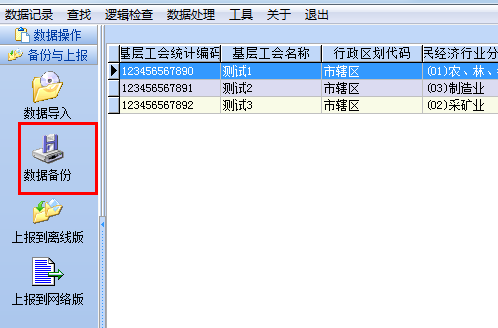 数据记录 查找 逻辑检查 数据处理 工具 关于 退出
数据操作
备份与上报
数据导入
数据备份
上报到离线版
上报到网络版
基层工会统计编码 基层工会名称 行政区划代码 民经济行业分
123456567890 测试1 市辖区 (01)农、林、
123456567891 测试2 市辖区 (03)制造业
123456567892 测试3 市辖区 (02)采矿业